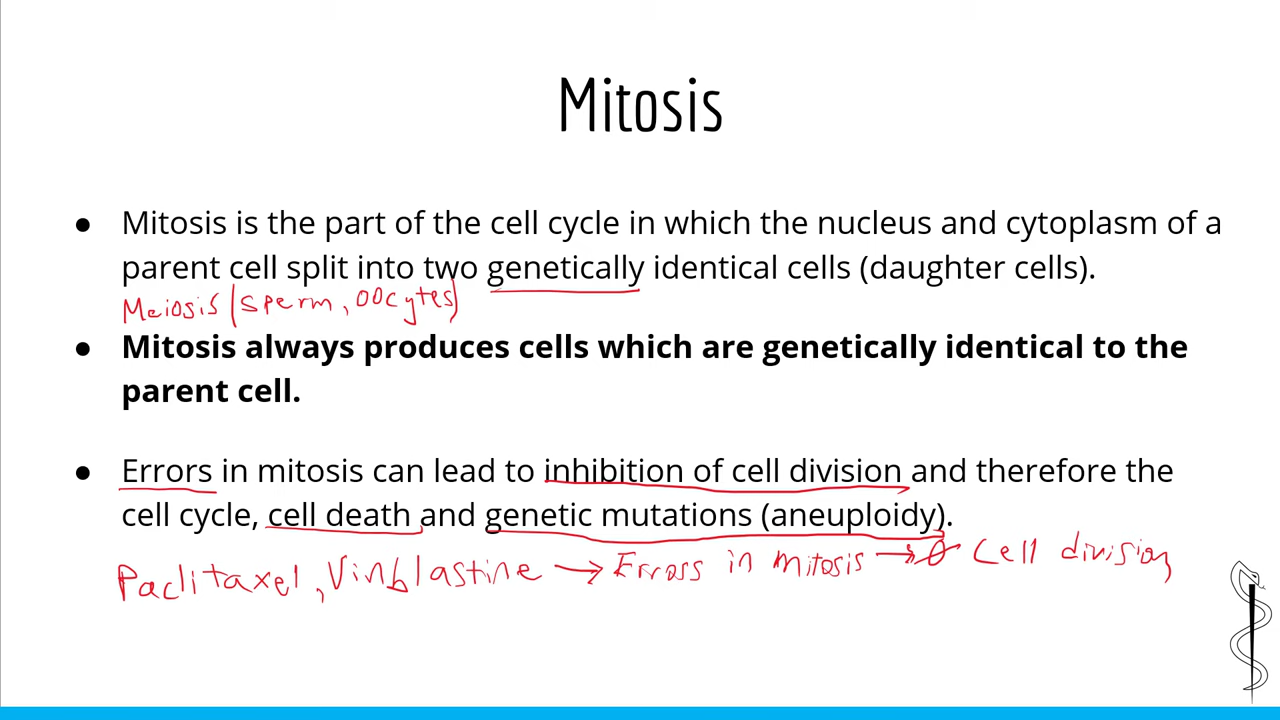 Mitosis
● Mitosis is the part of the cell cycle in which the nucleus and cytoplasm of a
parent cell split into two genetically identical cells (daughter cells).
Meiosis (sperm, oocytes)
● Mitosis always produces cells which are genetically identical to the
parent cell.
● Errors in mitosis can lead to inhibition of cell division and therefore the
cell cycle, cell death and genetic mutations (aneuploidy).
Paclitaxel, Vinblastine → Errors in mitosis → Ø Cell division